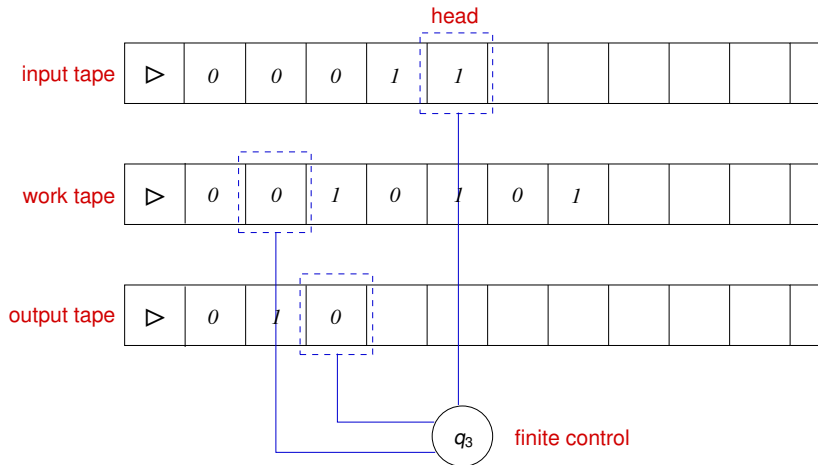 head
input tape ▷ 0 0 0 1 1
work tape ▷ 0 0 1 0 1 0 1
output tape ▷ 0 1 0
q₃ finite control